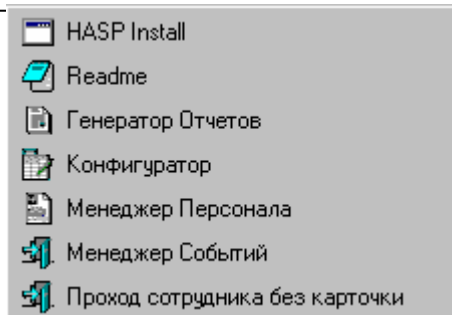 HASP Install
Readme
Генератор Отчетов
Конфигуратор
Менеджер Персонала
Менеджер Событий
Проход сотрудника без карточки